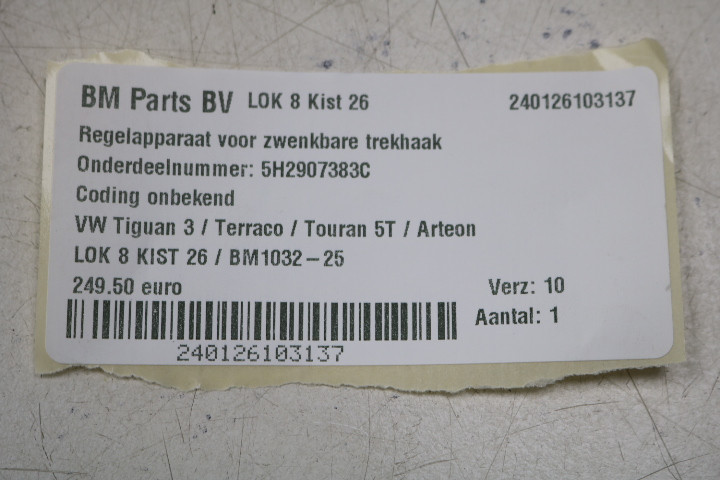 BM Parts BV LOK 8 Kist 26 240126103137
Regelapparaat voor zwenkbare trekhaak
Onderdeelnummer: 5H2907383C
Coding onbekend
VW Tiguan 3 / Terraco / Touran 5T / Arteon
LOK 8 KIST 26 / BM1032-25
249.50 euro Verz: 10
Aantal: 1
240126103137